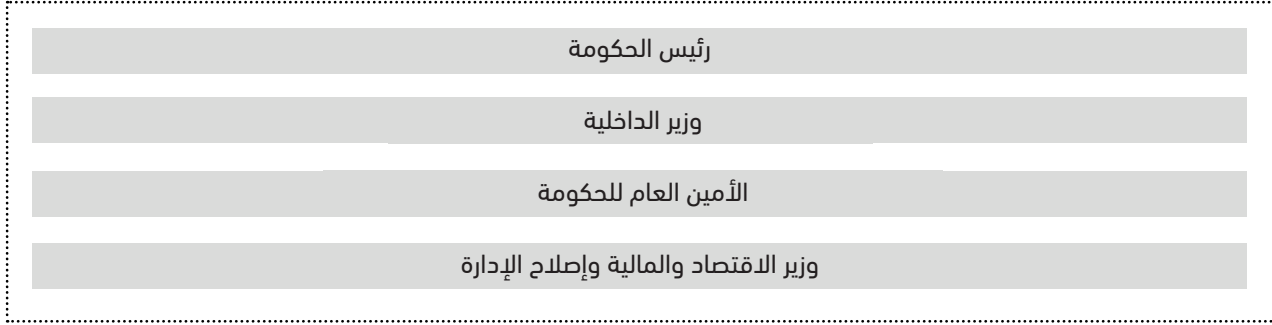 رئيس الحكومة
وزير الداخلية
الأمين العام للحكومة
وزير الاقتصاد والمالية وإصلاح الإدارة